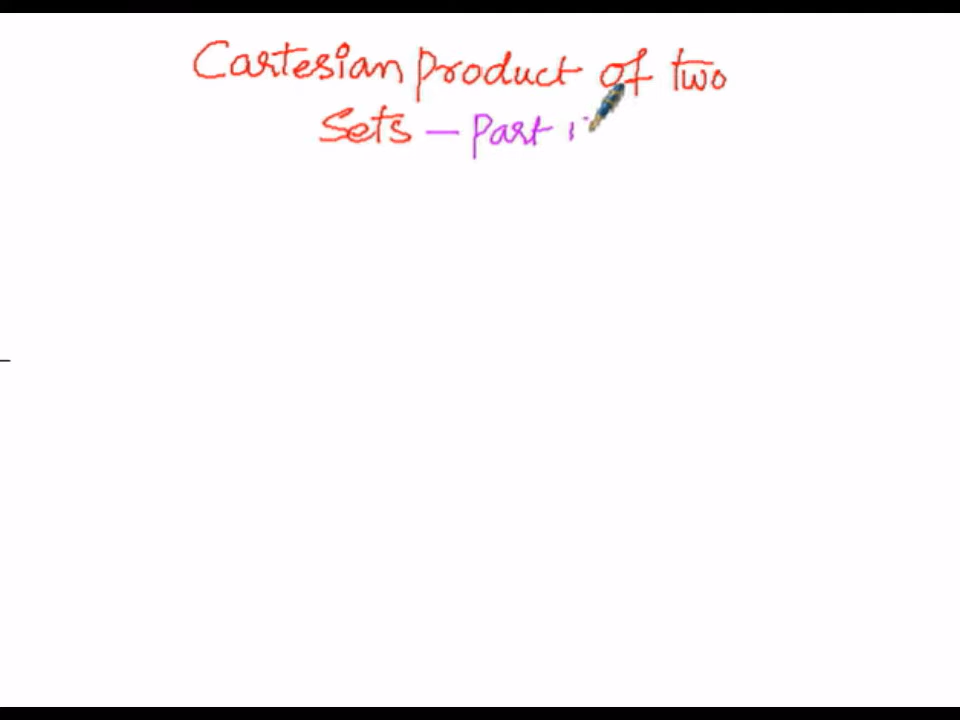 Cartesian product of two
Sets – Part i